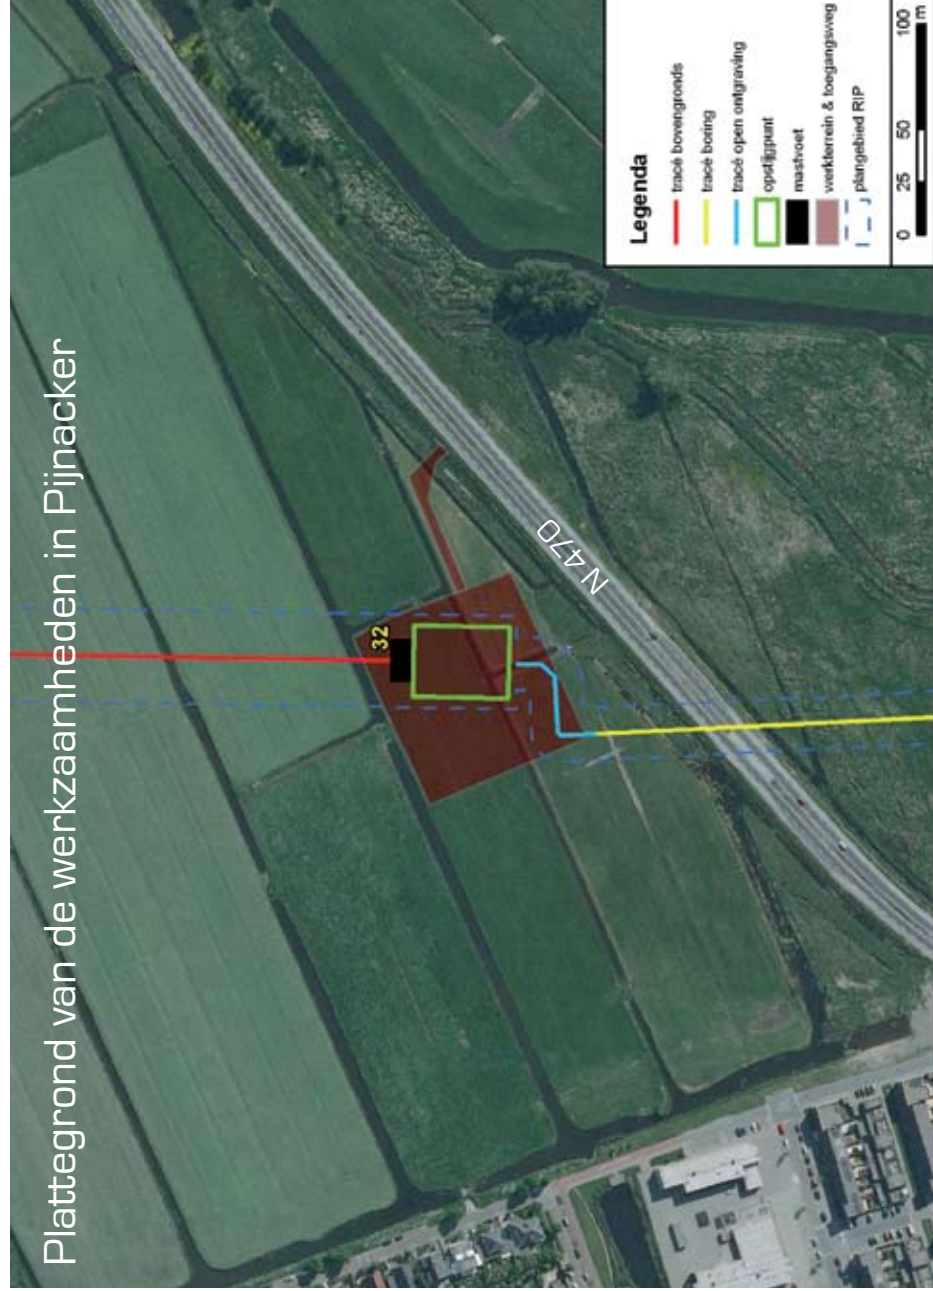 Plattegrond van de werkzaamheden in Pijnacker
32
N 470
Legenda
tracé bovengronds
tracé boring
tracé open ontgraving
opstijgpunt
mastvoet
werkterrein & toegangsweg
plangebied RIP
0 25 50 100
m